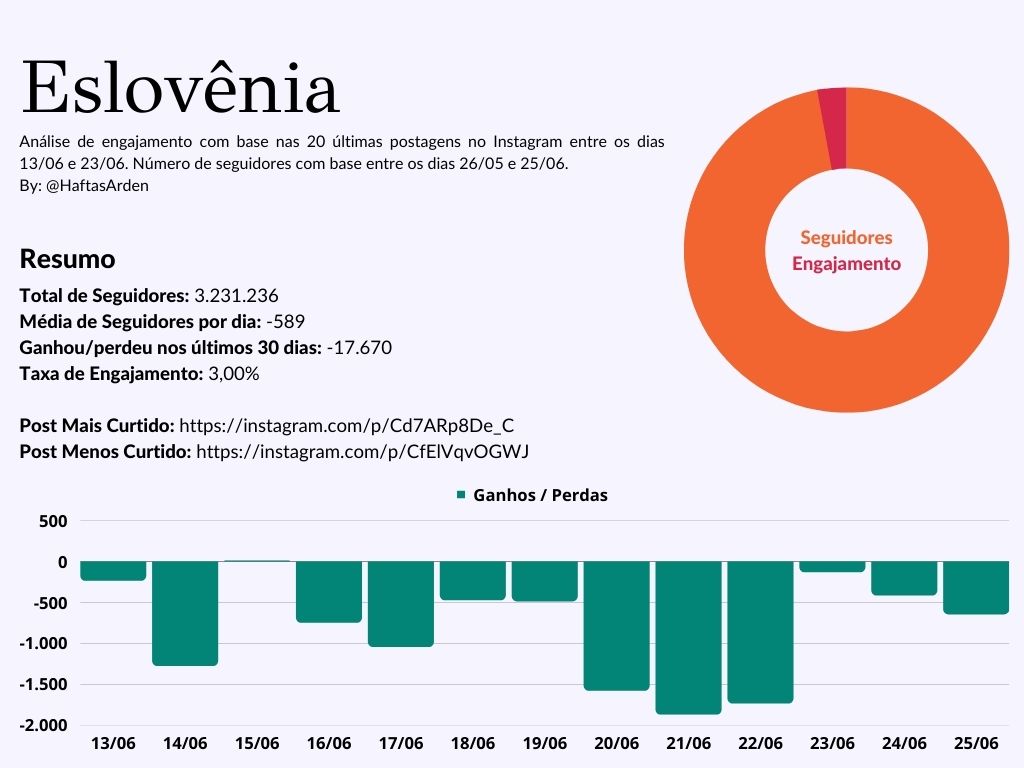 Eslovênia
Análise de engajamento com base nas 20 últimas postagens no Instagram entre os dias
13/06 e 23/06. Número de seguidores com base entre os dias 26/05 e 25/06.
By: @HaftasArden
Seguidores
Engajamento
Resumo
Total de Seguidores: 3.231.236
Média de Seguidores por dia: -589
Ganhou/perdeu nos últimos 30 dias: -17.670
Taxa de Engajamento: 3,00%
Post Mais Curtido: https://instagram.com/p/Cd7ARp8De_C
Post Menos Curtido: https://instagram.com/p/CfElVqvOGWJ
Ganhos / Perdas
500
0
-500
-1.000
-1.500
-2.000
13/06 14/06 15/06 16/06 17/06 18/06 19/06 20/06 21/06 22/06 23/06 24/06 25/06